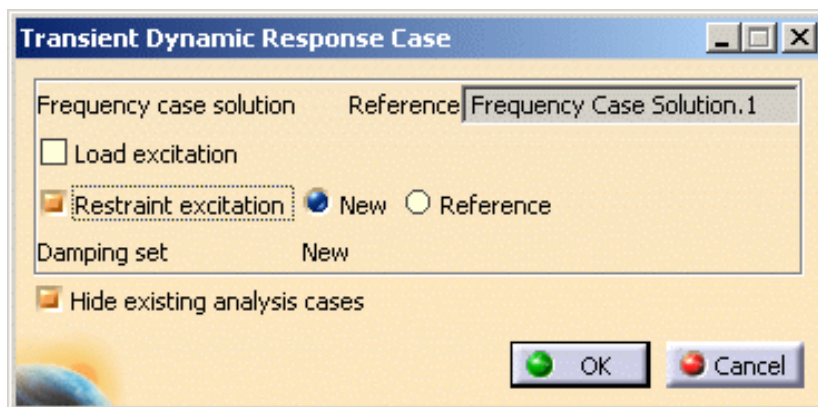 Transient Dynamic Response Case
Frequency case solution Reference Frequency Case Solution.1
Load excitation
Restraint excitation New Reference
Damping set New
Hide existing analysis cases
OK Cancel